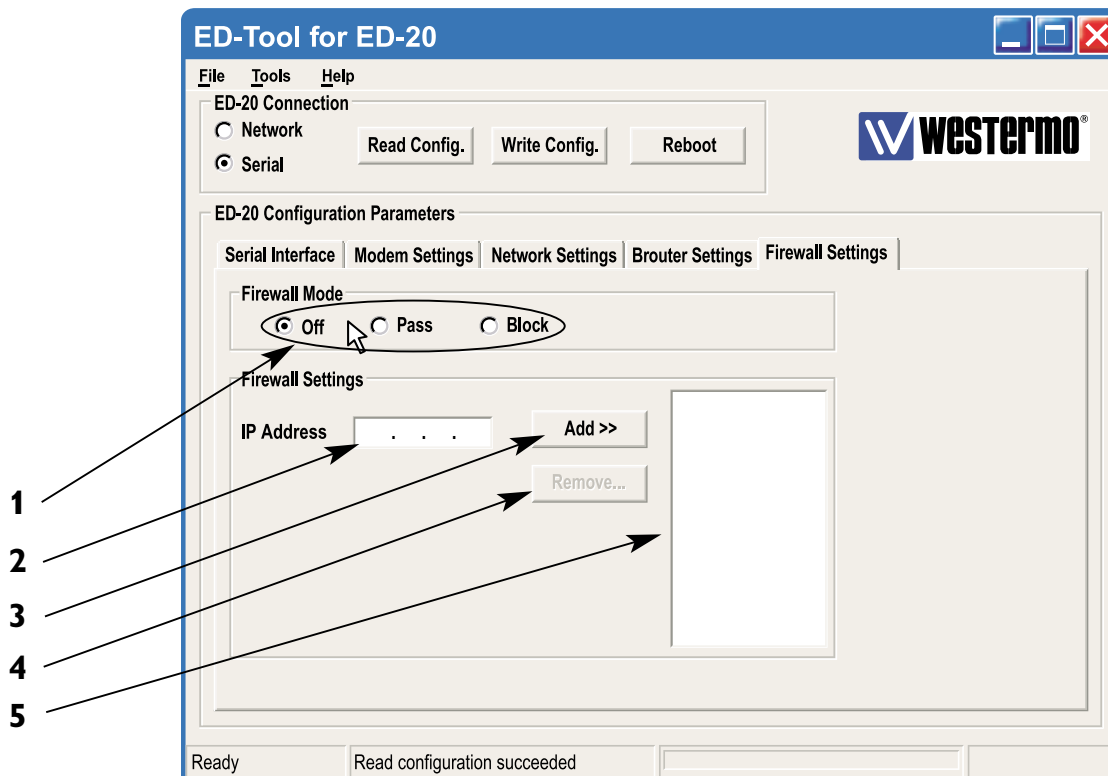 ED-Tool for ED-20
File Tools Help
ED-20 Connection
Network
Serial
Read Config. Write Config. Reboot
Westermo®
ED-20 Configuration Parameters
Serial Interface Modem Settings Network Settings Brouter Settings Firewall Settings
Firewall Mode
Off Pass Block
Firewall Settings
IP Address . . . Add >>
Remove...
1
2
3
4
5
Ready Read configuration succeeded